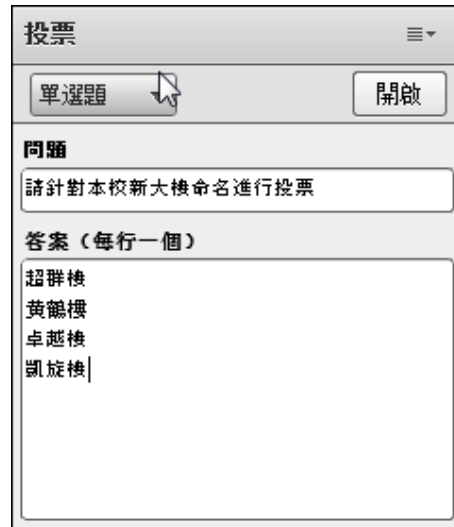 投票
單選題
開啟
問題
請針對本校新大樓命名進行投票
答案（每行一個）
超群樓
黄鶴樓
卓越樓
凱旋樓